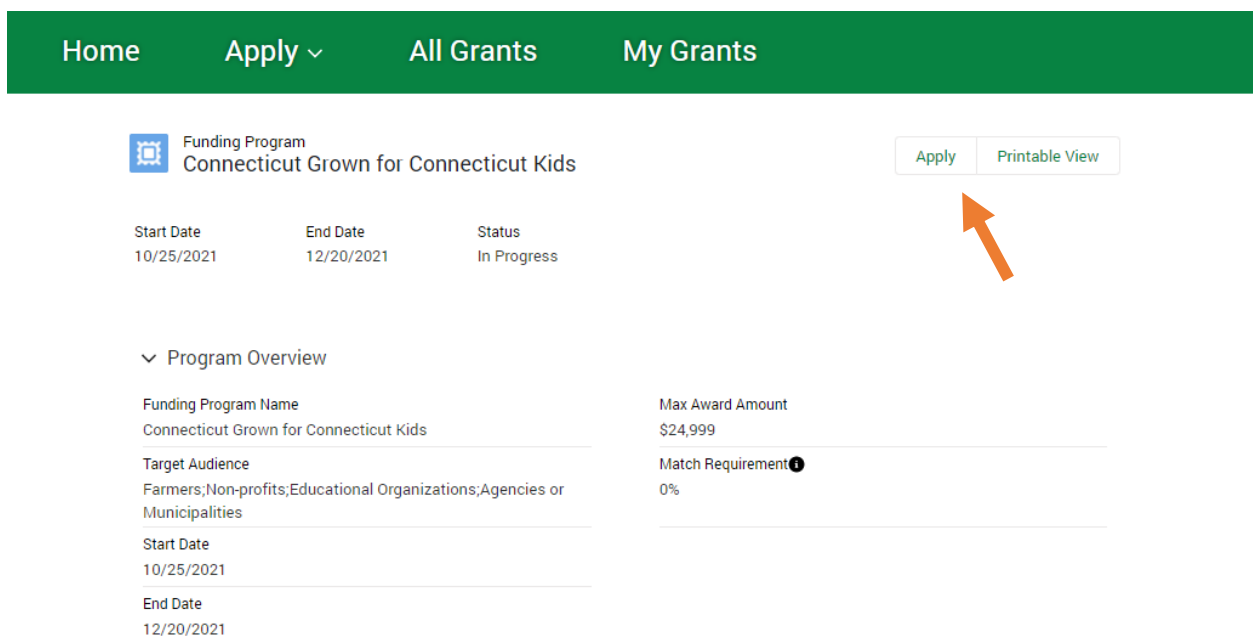 Home Apply All Grants My Grants
Funding Program
Connecticut Grown for Connecticut Kids
Apply Printable View
Start Date End Date Status
10/25/2021 12/20/2021 In Progress
Program Overview
Funding Program Name Max Award Amount
Connecticut Grown for Connecticut Kids $24,999
Target Audience Match Requirement
Farmers;Non-profits;Educational Organizations;Agencies or 0%
Municipalities
Start Date
10/25/2021
End Date
12/20/2021